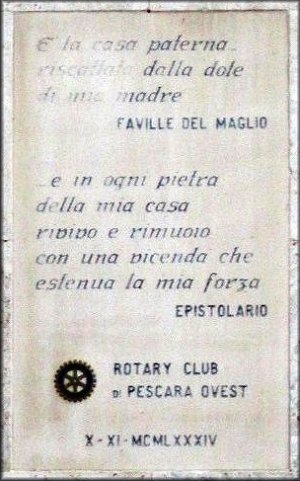 E' la casa paterna...
riscattata dalla dote
di mia madre
FAVILLE DEL MAGLIO
...e in ogni pietra
della mia casa
rivivo e rimuoio
con una vicenda che
estenua la mia forza
EPISTOLARIO
ROTARY CLUB
DI PESCARA OVEST
X-XI-MCMLXXXIV